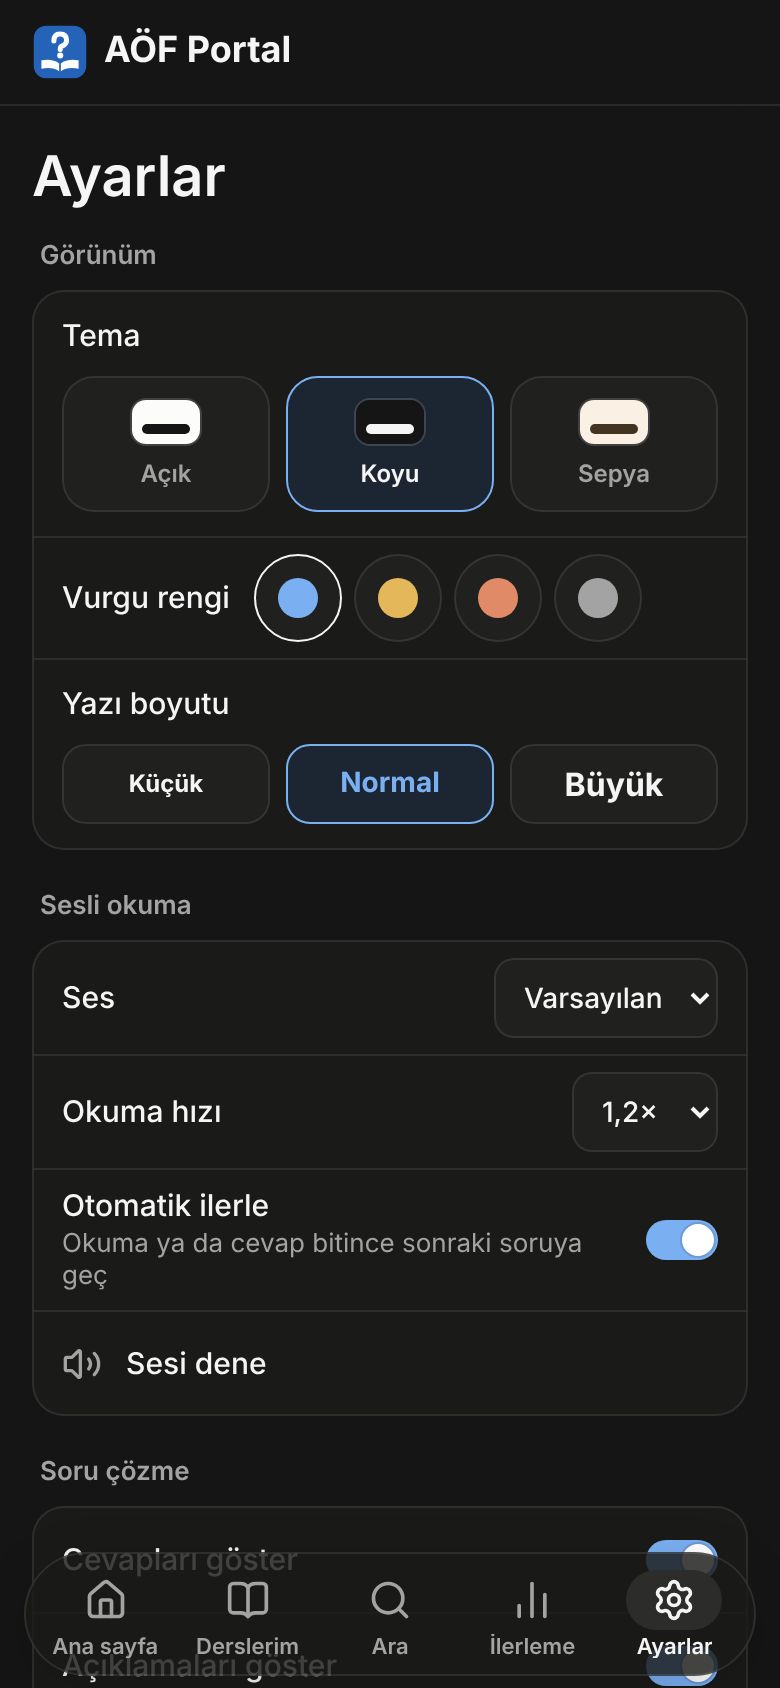 AÖF Portal
Ayarlar
Görünüm
Tema
Açık
Koyu
Sepya
Vurgu rengi
Yazı boyutu
Küçük
Normal
Büyük
Sesli okuma
Ses
Varsayılan
Okuma hızı
1,2×
Otomatik ilerle
Okuma ya da cevap bitince sonraki soruya
geç
Sesi dene
Soru çözme
Cevapları göster
Ana sayfa
Derslerim
Ara
İlerleme
Ayarlar
Açıklamaları göster